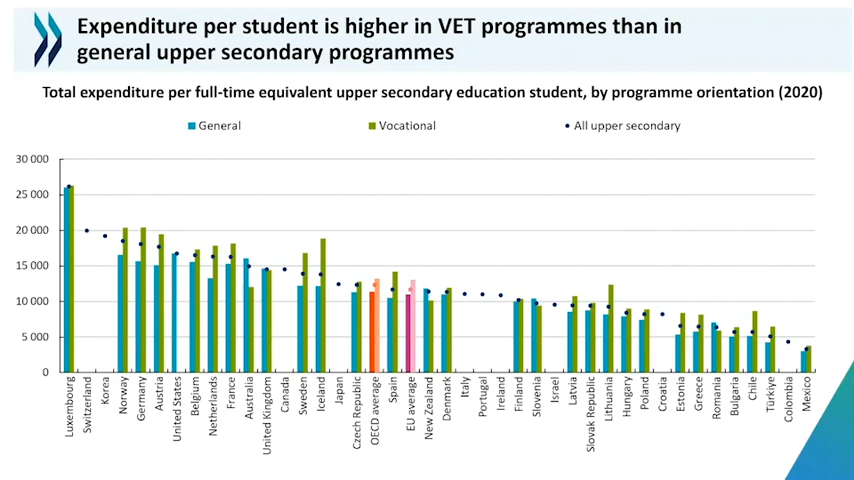 Expenditure per student is higher in VET programmes than in
general upper secondary programmes
Total expenditure per full-time equivalent upper secondary education student, by programme orientation (2020)
General
Vocational
All upper secondary
30 000
25 000
20 000
15 000
10 000
5 000
0
Luxembourg
Switzerland
Korea
Norway
Germany
Austria
United States
Belgium
Netherlands
France
Australia
United Kingdom
Canada
Sweden
Iceland
Japan
Czech Republic
OECD average
Spain
EU average
New Zealand
Denmark
Italy
Portugal
Ireland
Finland
Slovenia
Israel
Latvia
Slovak Republic
Lithuania
Hungary
Poland
Croatia
Estonia
Greece
Romania
Bulgaria
Chile
Türkiye
Colombia
Mexico